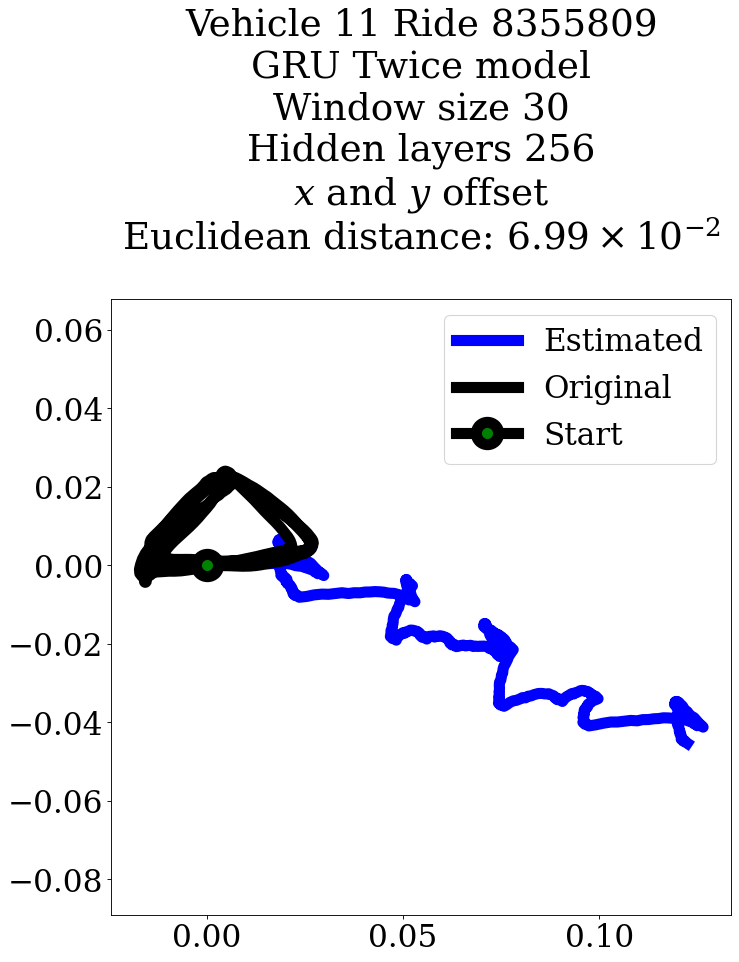 Vehicle 11 Ride 8355809
GRU Twice model
Window size 30
Hidden layers 256
x and y offset
Euclidean distance: 6.99 × 10⁻²
Estimated
Original
Start
0.06
0.04
0.02
0.00
−0.02
−0.04
−0.06
−0.08
0.00 0.05 0.10